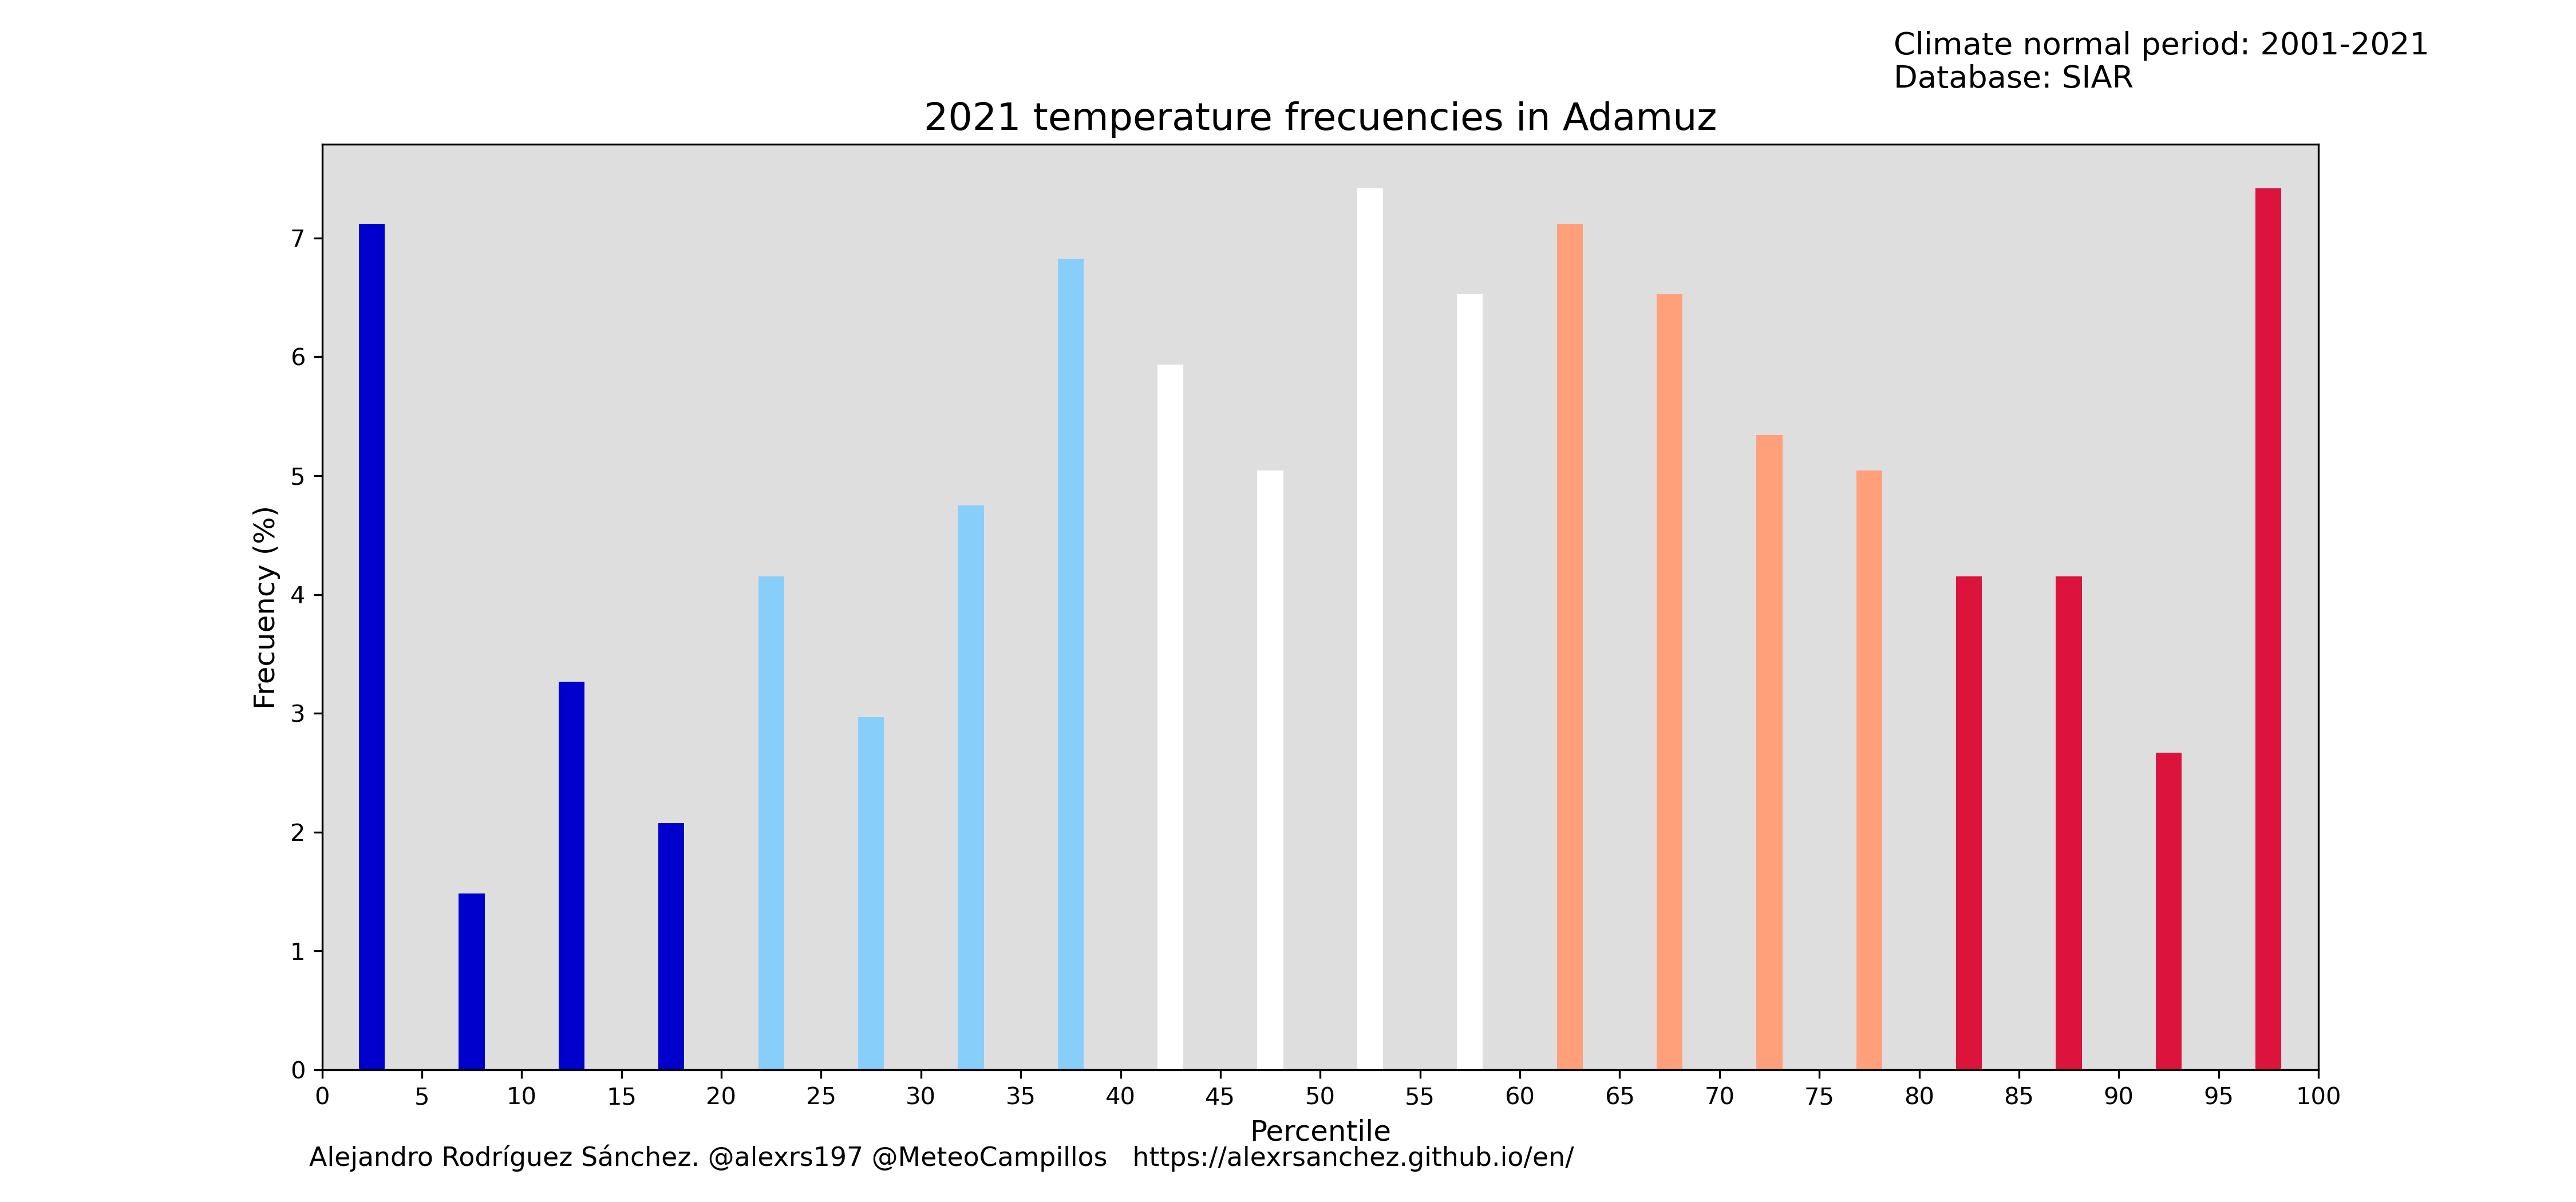 Climate normal period: 2001-2021
Database: SIAR
2021 temperature frecuencies in Adamuz
Frecuency (%)
7
6
5
4
3
2
1
0
0 5 10 15 20 25 30 35 40 45 50 55 60 65 70 75 80 85 90 95 100
Percentile
Alejandro Rodríguez Sánchez. @alexrs197 @MeteoCampillos https://alexrsanchez.github.io/en/